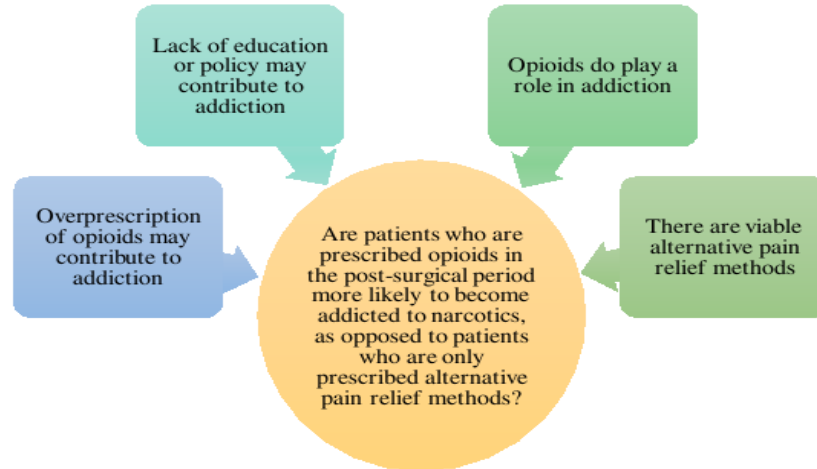 Lack of education
or policy may
contribute to
addiction
Opioids do play a
role in addiction
Overprescription
of opioids may
contribute to
addiction
There are viable
alternative pain
relief methods
Are patients who are
prescribed opioids in
the post-surgical period
more likely to become
addicted to narcotics,
as opposed to patients
who are only
prescribed alternative
pain relief methods?